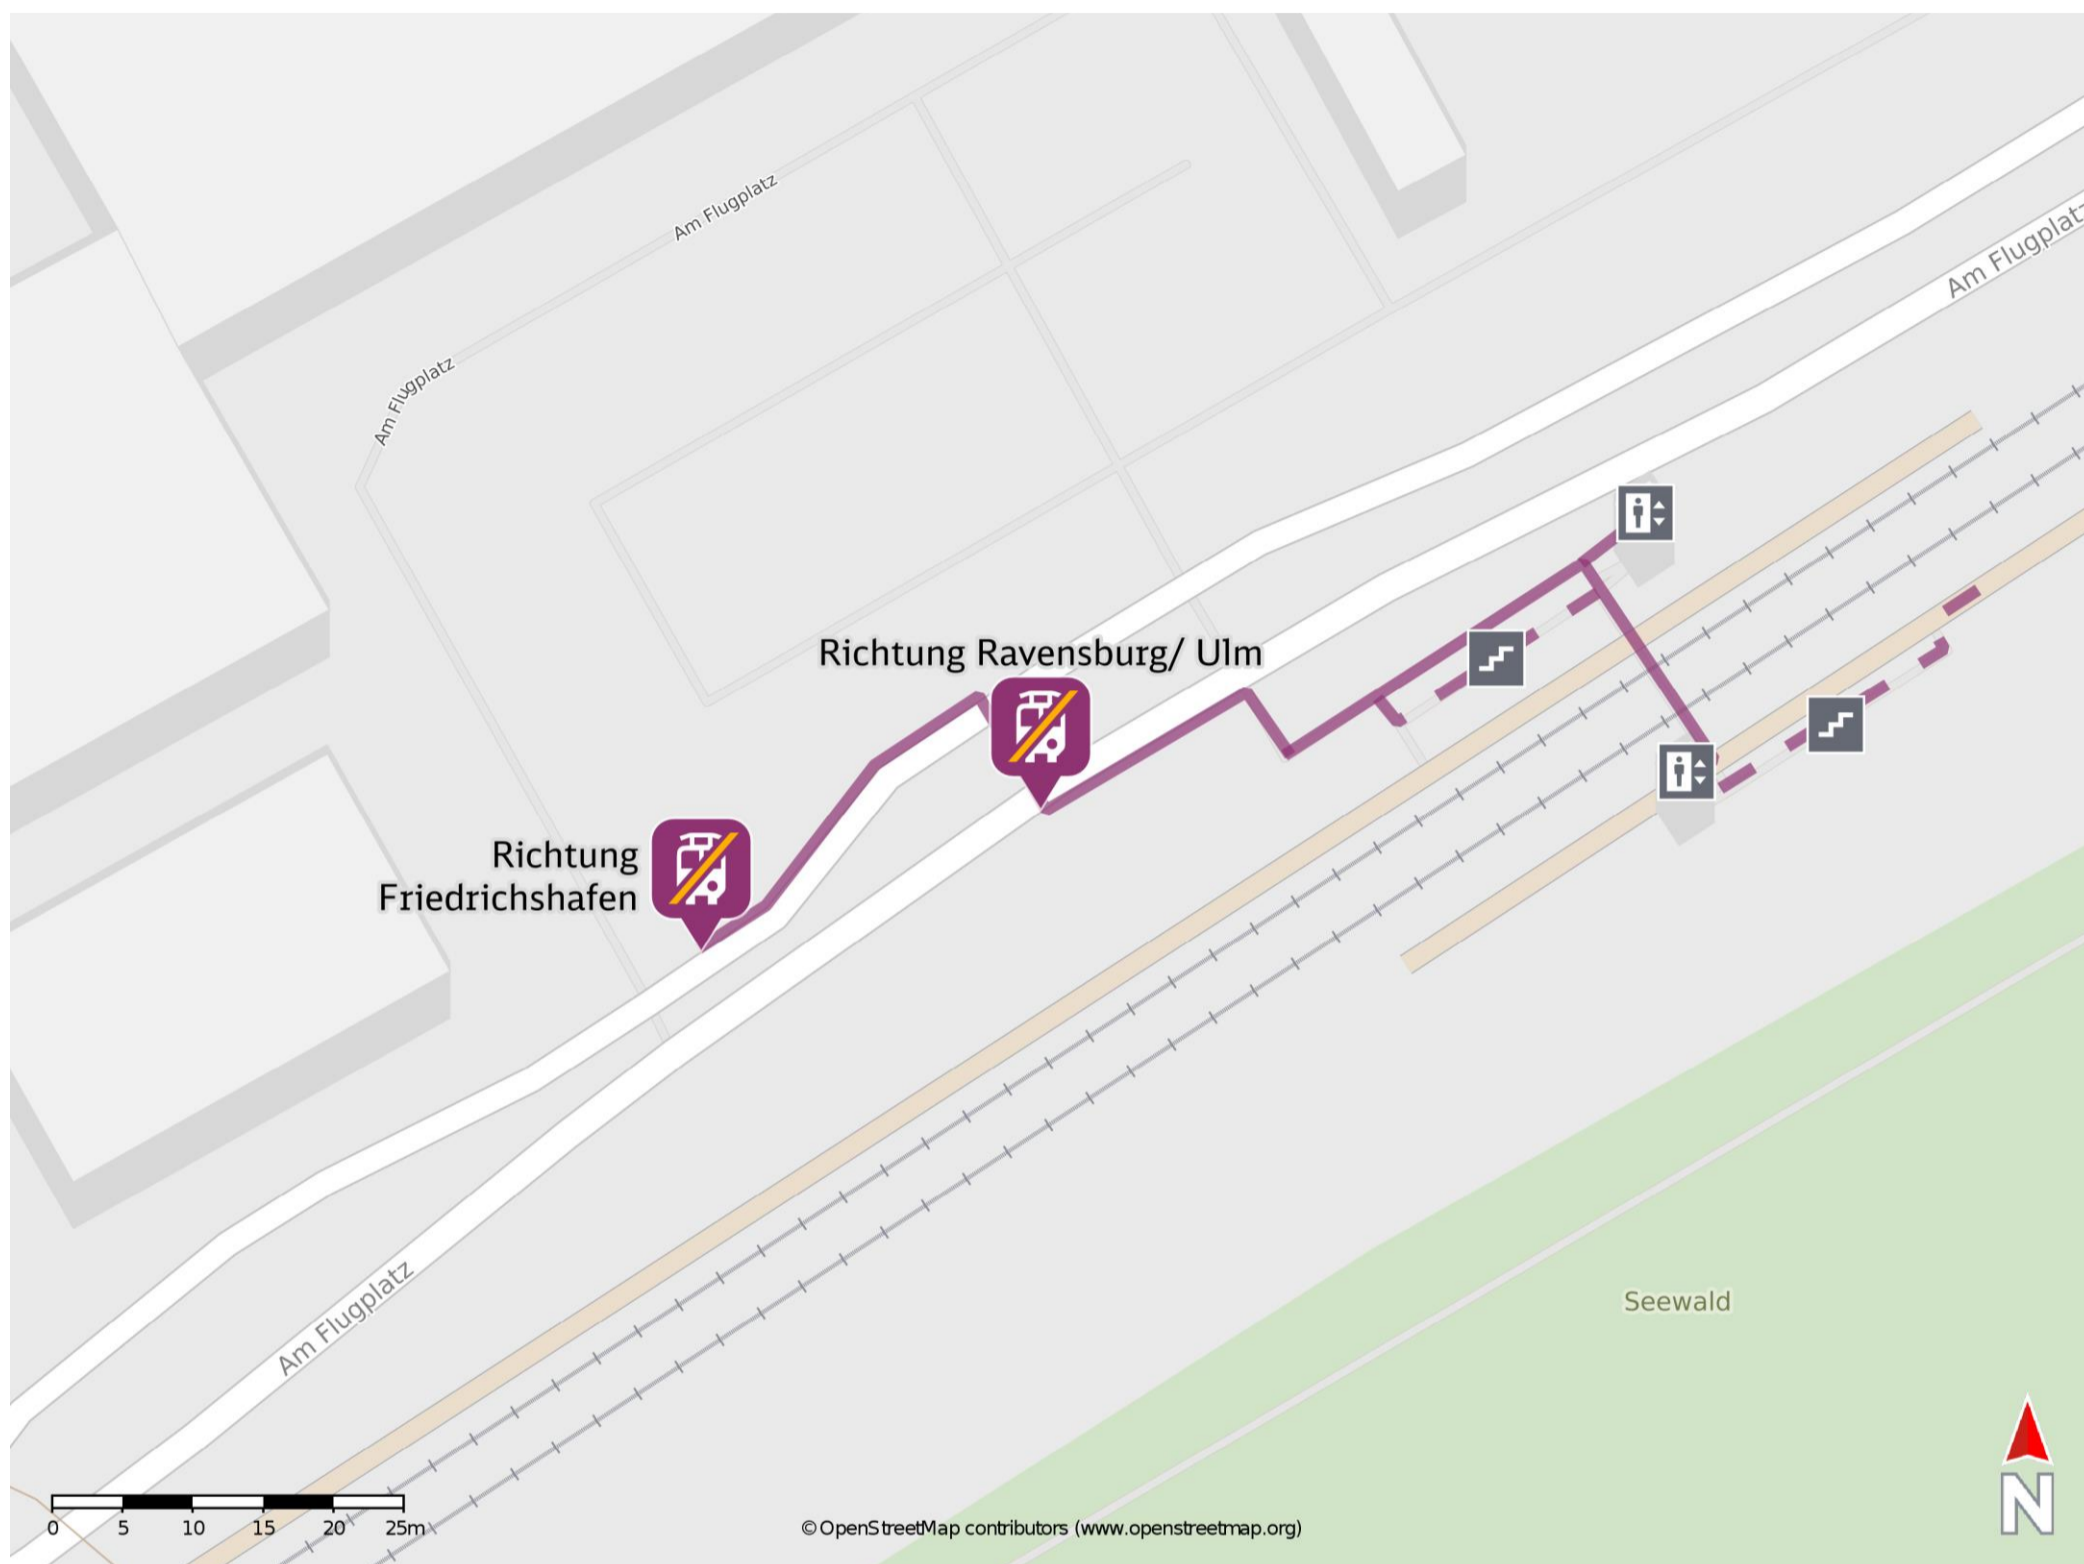 Am Flugplatz
Am Flugplatz
Am Flugplatz
Richtung Ravensburg/ Ulm
Richtung
Friedrichshafen
Am Flugplatz
Seewald
0 5 10 15 20 25m
© OpenStreetMap contributors (www.openstreetmap.org)
N